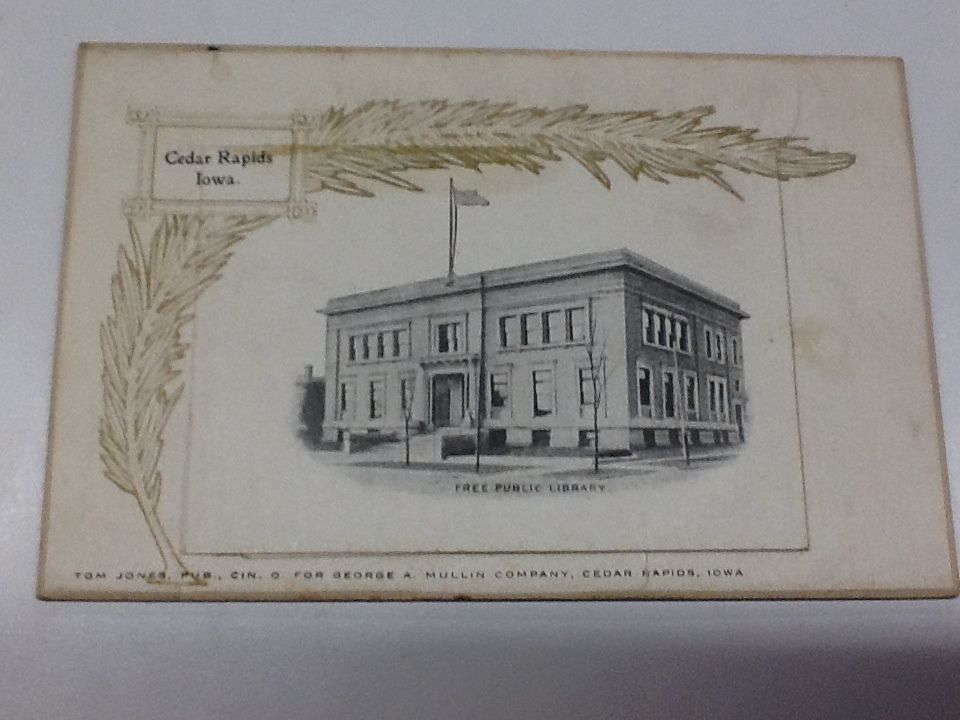 Cedar Rapids
Iowa.
FREE PUBLIC LIBRARY
TOM JONES, PUB., CIN. O. FOR GEORGE A. MULLIN COMPANY, CEDAR RAPIDS, IOWA